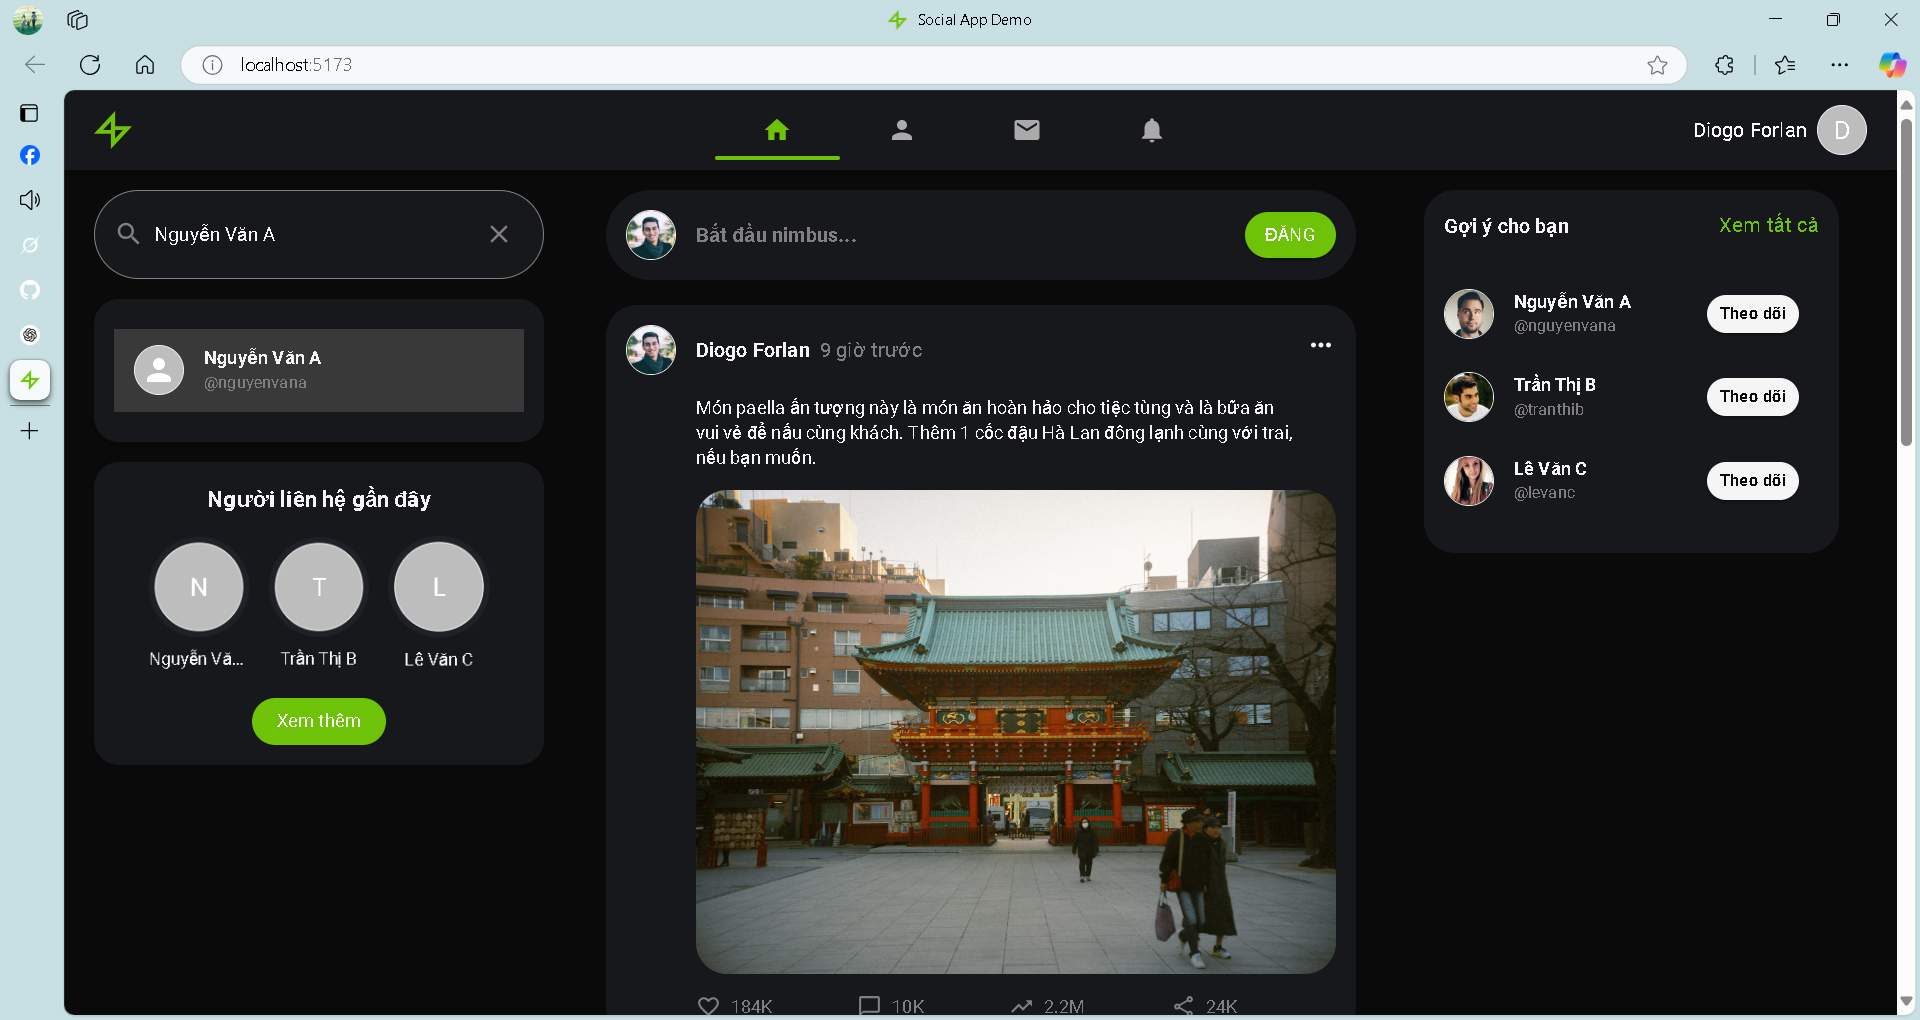 Social App Demo
localhost:5173
Diogo Forlan
D
Nguyễn Văn A
Nguyễn Văn A
@nguyenvana
Người liên hệ gần đây
N
T
L
Nguyễn Vă...
Trần Thị B
Lê Văn C
Xem thêm
Bắt đầu nimbus...
ĐĂNG
Diogo Forlan 9 giờ trước
Món paella ấn tượng này là món ăn hoàn hảo cho tiệc tùng và là bữa ăn
vui vẻ để nấu cùng khách. Thêm 1 cốc đậu Hà Lan đông lạnh cùng với trai,
nếu bạn muốn.
184K
10K
2.2M
24K
Gợi ý cho bạn
Xem tất cả
Nguyễn Văn A
@nguyenvana
Theo dõi
Trần Thị B
@tranthib
Theo dõi
Lê Văn C
@levanc
Theo dõi